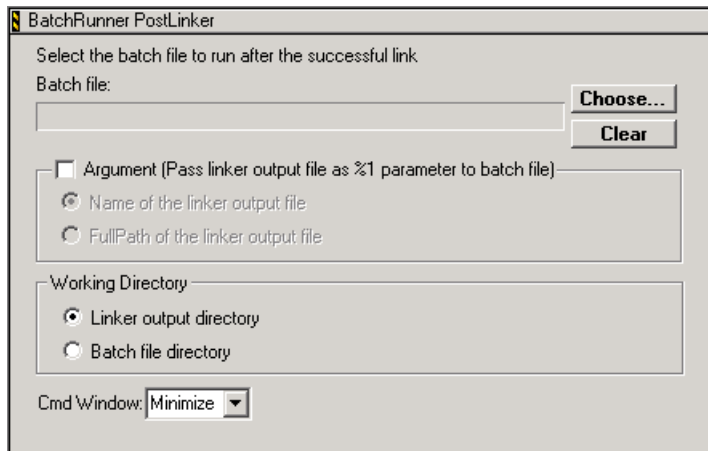 BatchRunner PostLinker
Select the batch file to run after the successful link
Batch file:
Choose...
Clear
Argument (Pass linker output file as %1 parameter to batch file)
Name of the linker output file
FullPath of the linker output file
Working Directory
Linker output directory
Batch file directory
Cmd Window: Minimize